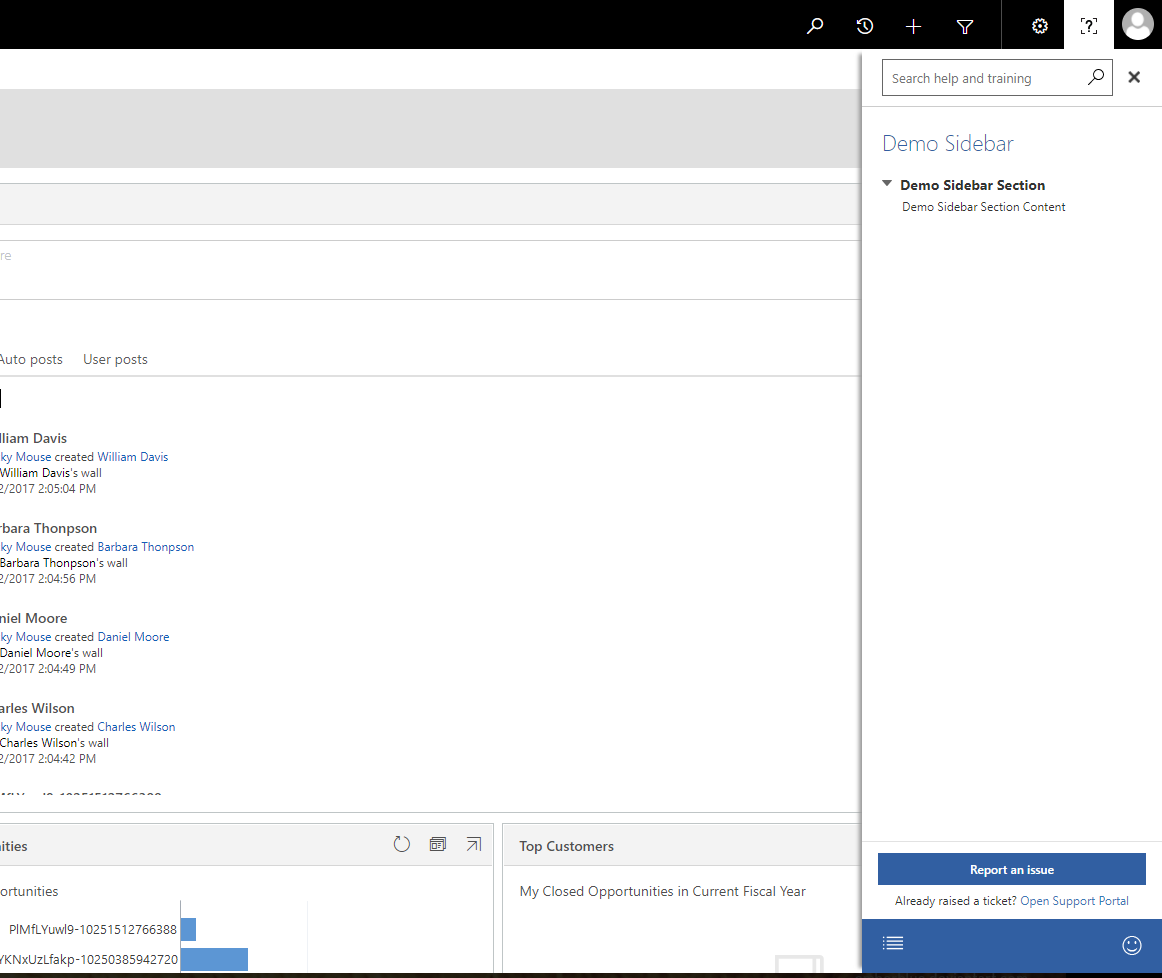 Search help and training
Demo Sidebar
Demo Sidebar Section
Demo Sidebar Section Content
re
Auto posts User posts
lliam Davis
ky Mouse created William Davis
William Davis's wall
2/2017 2:05:04 PM
rbara Thonpson
ky Mouse created Barbara Thonpson
Barbara Thonpson's wall
2/2017 2:04:56 PM
niel Moore
ky Mouse created Daniel Moore
Daniel Moore's wall
2/2017 2:04:49 PM
arles Wilson
ky Mouse created Charles Wilson
Charles Wilson's wall
2/2017 2:04:42 PM
ities
Top Customers
ortunities
My Closed Opportunities in Current Fiscal Year
PlMfLYuwl9-10251512766388
YKNxUzLfakp-10250385942720
Report an issue
Already raised a ticket? Open Support Portal